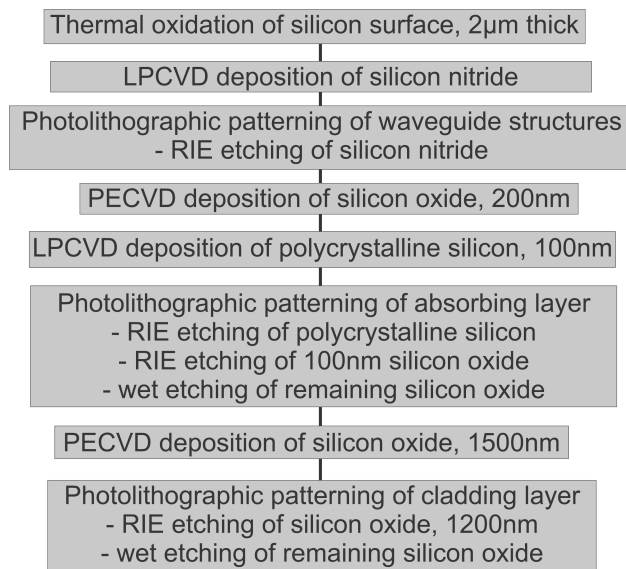 Thermal oxidation of silicon surface, 2μm thick
LPCVD deposition of silicon nitride
Photolithographic patterning of waveguide structures
- RIE etching of silicon nitride
PECVD deposition of silicon oxide, 200nm
LPCVD deposition of polycrystalline silicon, 100nm
Photolithographic patterning of absorbing layer
- RIE etching of polycrystalline silicon
- RIE etching of 100nm silicon oxide
- wet etching of remaining silicon oxide
PECVD deposition of silicon oxide, 1500nm
Photolithographic patterning of cladding layer
- RIE etching of silicon oxide, 1200nm
- wet etching of remaining silicon oxide